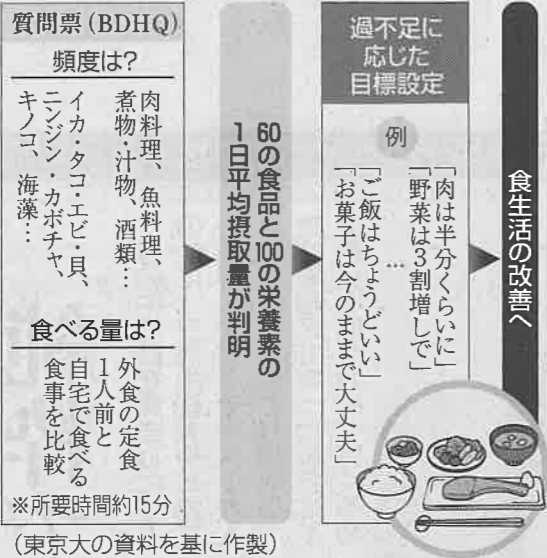 質問票(BDHQ)
頻度は?
肉料理、魚料理、
煮物・汁物、酒類…
イカ・タコ・エビ・貝、
ニンジン・カボチャ、
キノコ、海藻…
食べる量は?
外食の定食
1人前と
自宅で食べる
食事を比較
※所要時間約15分
60の食品と100の栄養素の
1日平均摂取量が判明
過不足に
応じた
目標設定
例
「肉は半分くらいに」
「野菜は3割増しで」
…
「ご飯はちょうどいい」
「お菓子は今のままで大丈夫」
食生活の改善へ
(東京大の資料を基に作製)